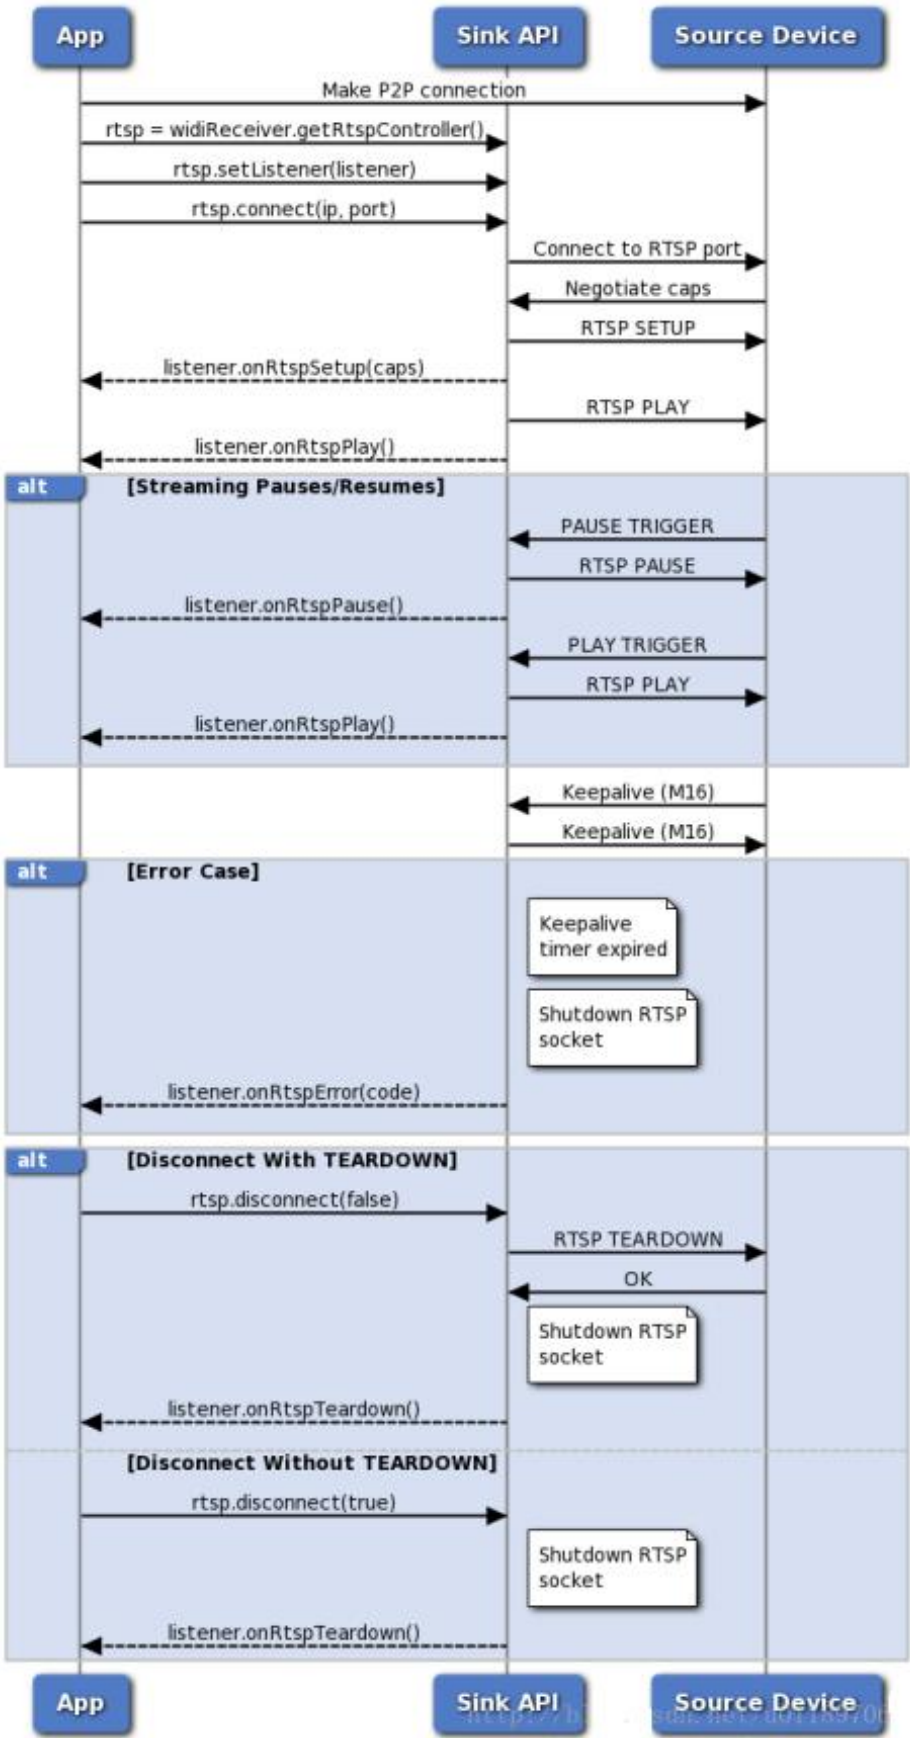 App Sink API Source Device
Make P2P connection
rtsp = widiReceiver.getRtspController()
rtsp.setListener(listener)
rtsp.connect(ip, port)
Connect to RTSP port
Negotiate caps
RTSP SETUP
listener.onRtspSetup(caps)
RTSP PLAY
listener.onRtspPlay()
alt [Streaming Pauses/Resumes]
PAUSE TRIGGER
RTSP PAUSE
listener.onRtspPause()
PLAY TRIGGER
RTSP PLAY
listener.onRtspPlay()
Keepalive (M16)
Keepalive (M16)
alt [Error Case]
Keepalive
timer expired
Shutdown RTSP
socket
listener.onRtspError(code)
alt [Disconnect With TEARDOWN]
rtsp.disconnect(false)
RTSP TEARDOWN
OK
Shutdown RTSP
socket
listener.onRtspTeardown()
[Disconnect Without TEARDOWN]
rtsp.disconnect(true)
Shutdown RTSP
socket
listener.onRtspTeardown()
App Sink API Source Device